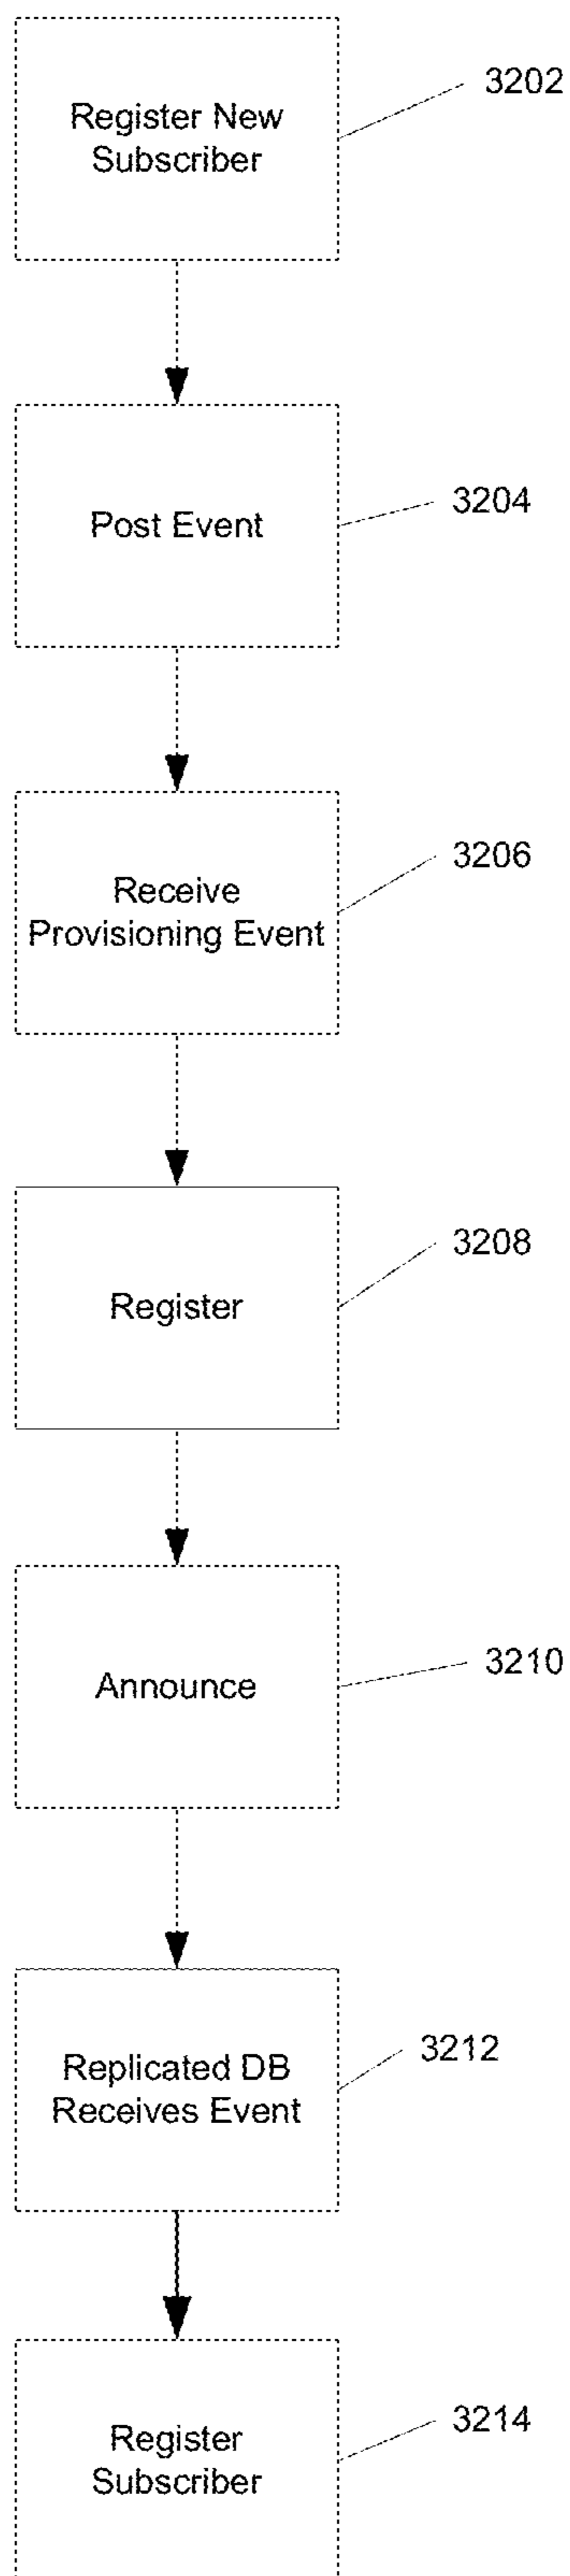 Register New
Subscriber
3202
Post Event
3204
Receive
Provisioning Event
3206
Register
3208
Announce
3210
Replicated DB
Receives Event
3212
Register
Subscriber
3214